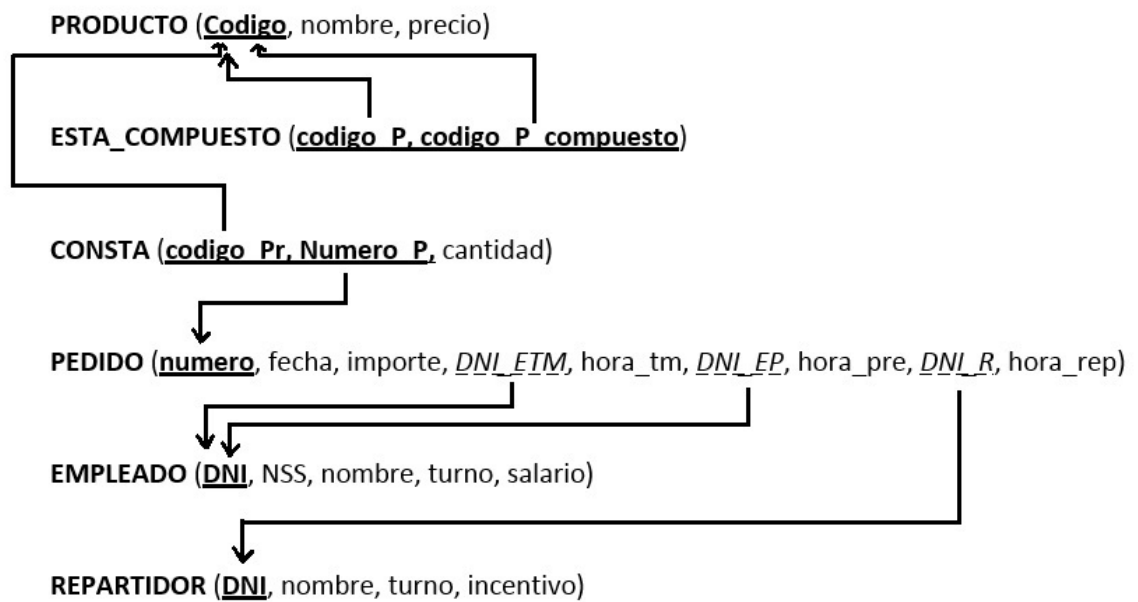 PRODUCTO (Codigo, nombre, precio)
ESTA_COMPUESTO (codigo_P, codigo_P_compuesto)
CONSTA (codigo_Pr, Numero_P, cantidad)
PEDIDO (numero, fecha, importe, DNI_ETM, hora_tm, DNI_EP, hora_pre, DNI_R, hora_rep)
EMPLEADO (DNI, NSS, nombre, turno, salario)
REPARTIDOR (DNI, nombre, turno, incentivo)